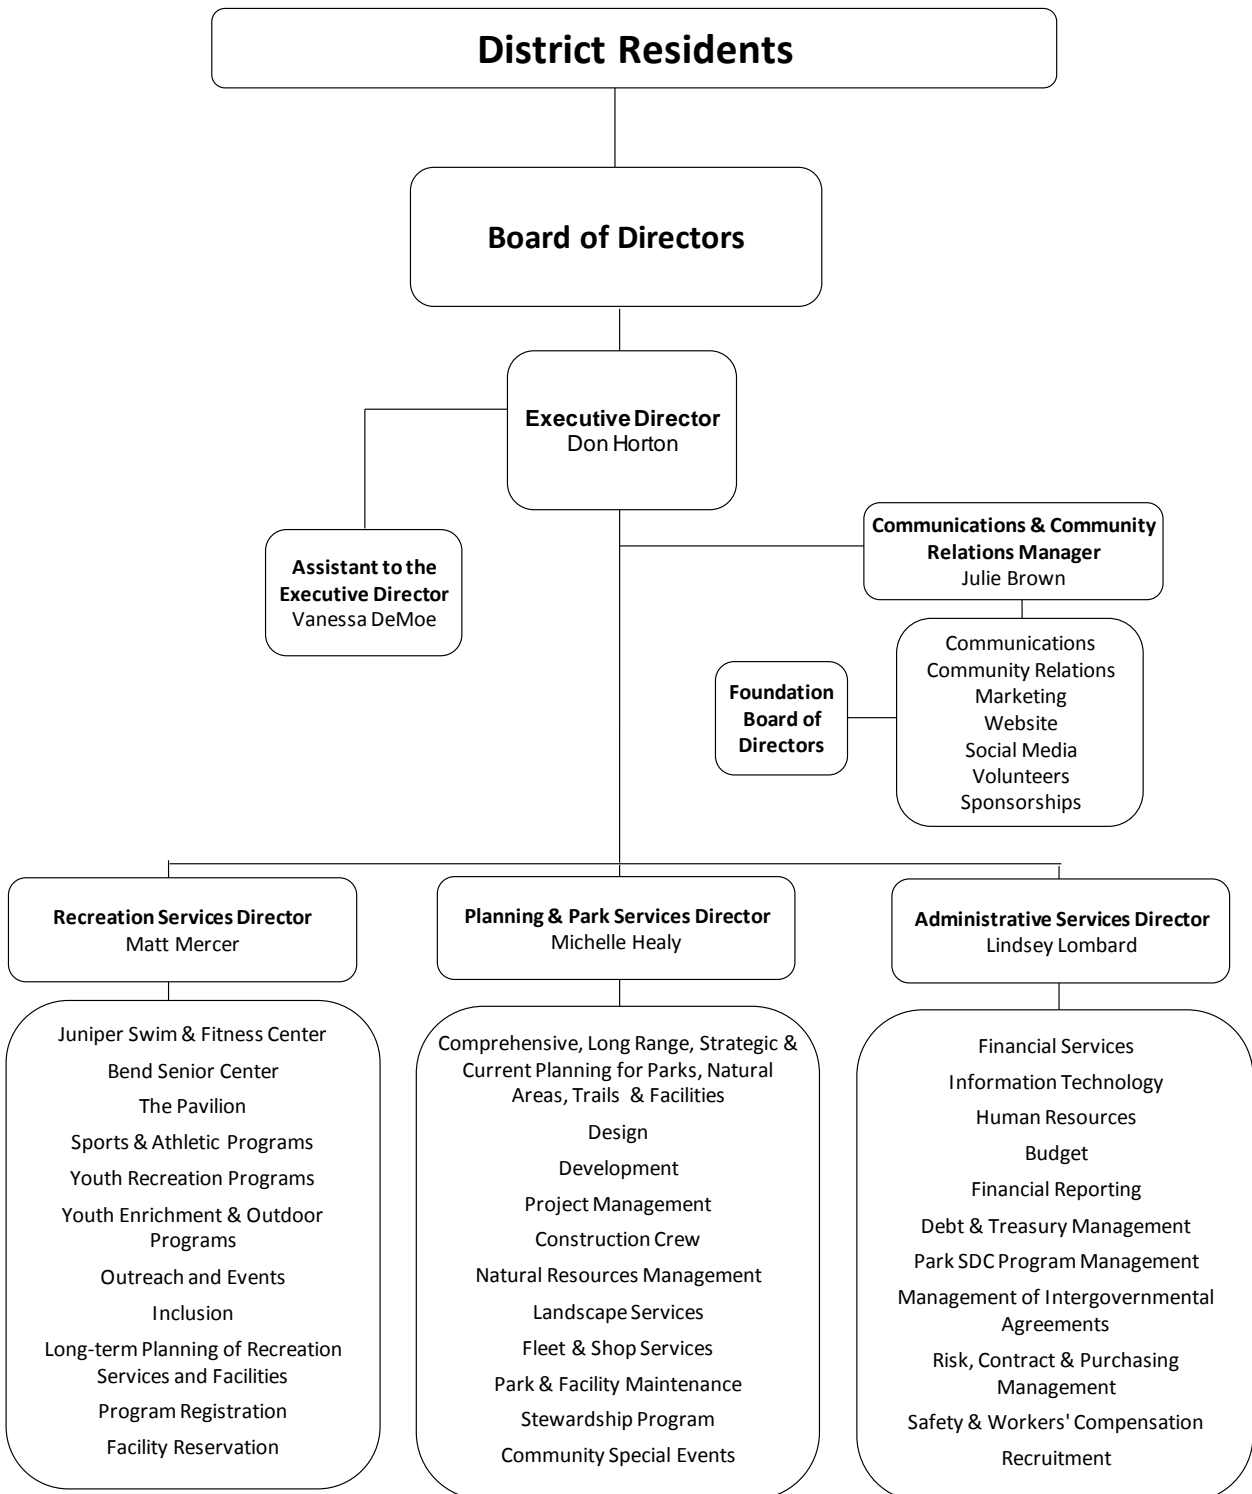 District Residents
Board of Directors
Executive Director
Don Horton
Assistant to the
Executive Director
Vanessa DeMoe
Communications & Community
Relations Manager
Julie Brown
Communications
Community Relations
Marketing
Website
Social Media
Volunteers
Sponsorships
Foundation
Board of
Directors
Recreation Services Director
Matt Mercer
Juniper Swim & Fitness Center
Bend Senior Center
The Pavilion
Sports & Athletic Programs
Youth Recreation Programs
Youth Enrichment & Outdoor
Programs
Outreach and Events
Inclusion
Long-term Planning of Recreation
Services and Facilities
Program Registration
Facility Reservation
Planning & Park Services Director
Michelle Healy
Comprehensive, Long Range, Strategic &
Current Planning for Parks, Natural
Areas, Trails & Facilities
Design
Development
Project Management
Construction Crew
Natural Resources Management
Landscape Services
Fleet & Shop Services
Park & Facility Maintenance
Stewardship Program
Community Special Events
Administrative Services Director
Lindsey Lombard
Financial Services
Information Technology
Human Resources
Budget
Financial Reporting
Debt & Treasury Management
Park SDC Program Management
Management of Intergovernmental
Agreements
Risk, Contract & Purchasing
Management
Safety & Workers' Compensation
Recruitment